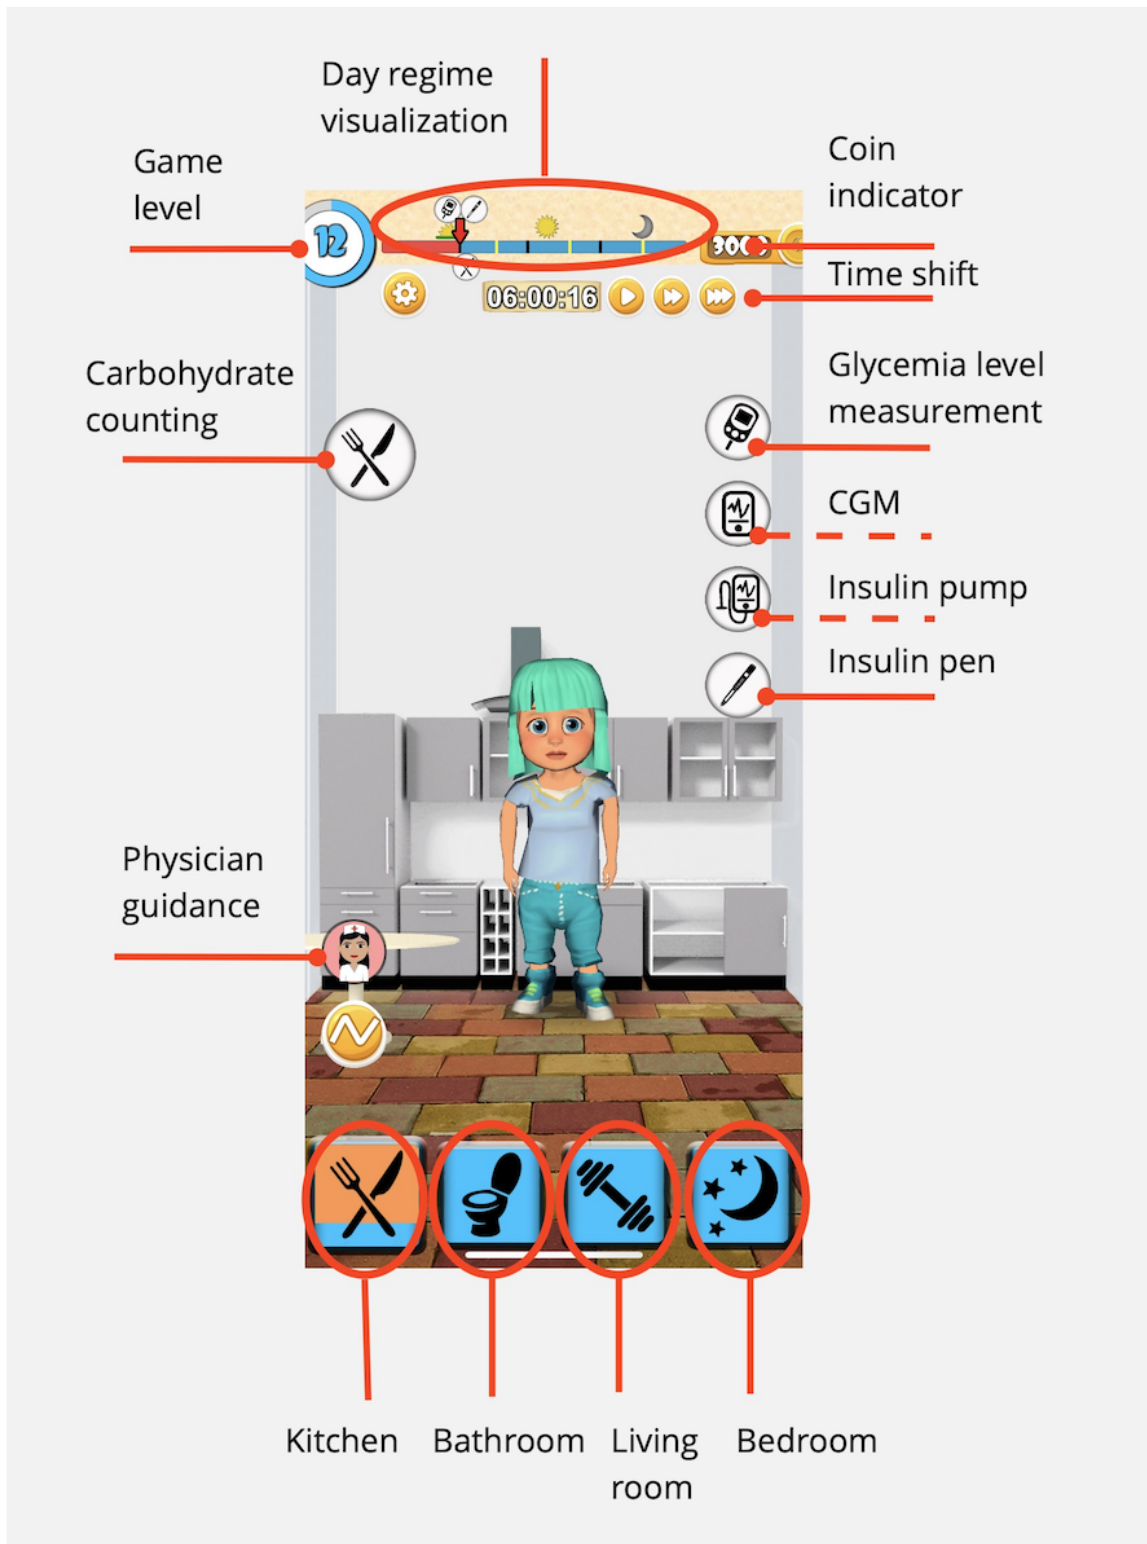 Day regime
visualization
Game
level
Coin
indicator
12
Time shift
06:00:16
Carbohydrate
counting
Glycemia level
measurement
CGM
Insulin pump
Insulin pen
Physician
guidance
Kitchen
Bathroom
Living
room
Bedroom